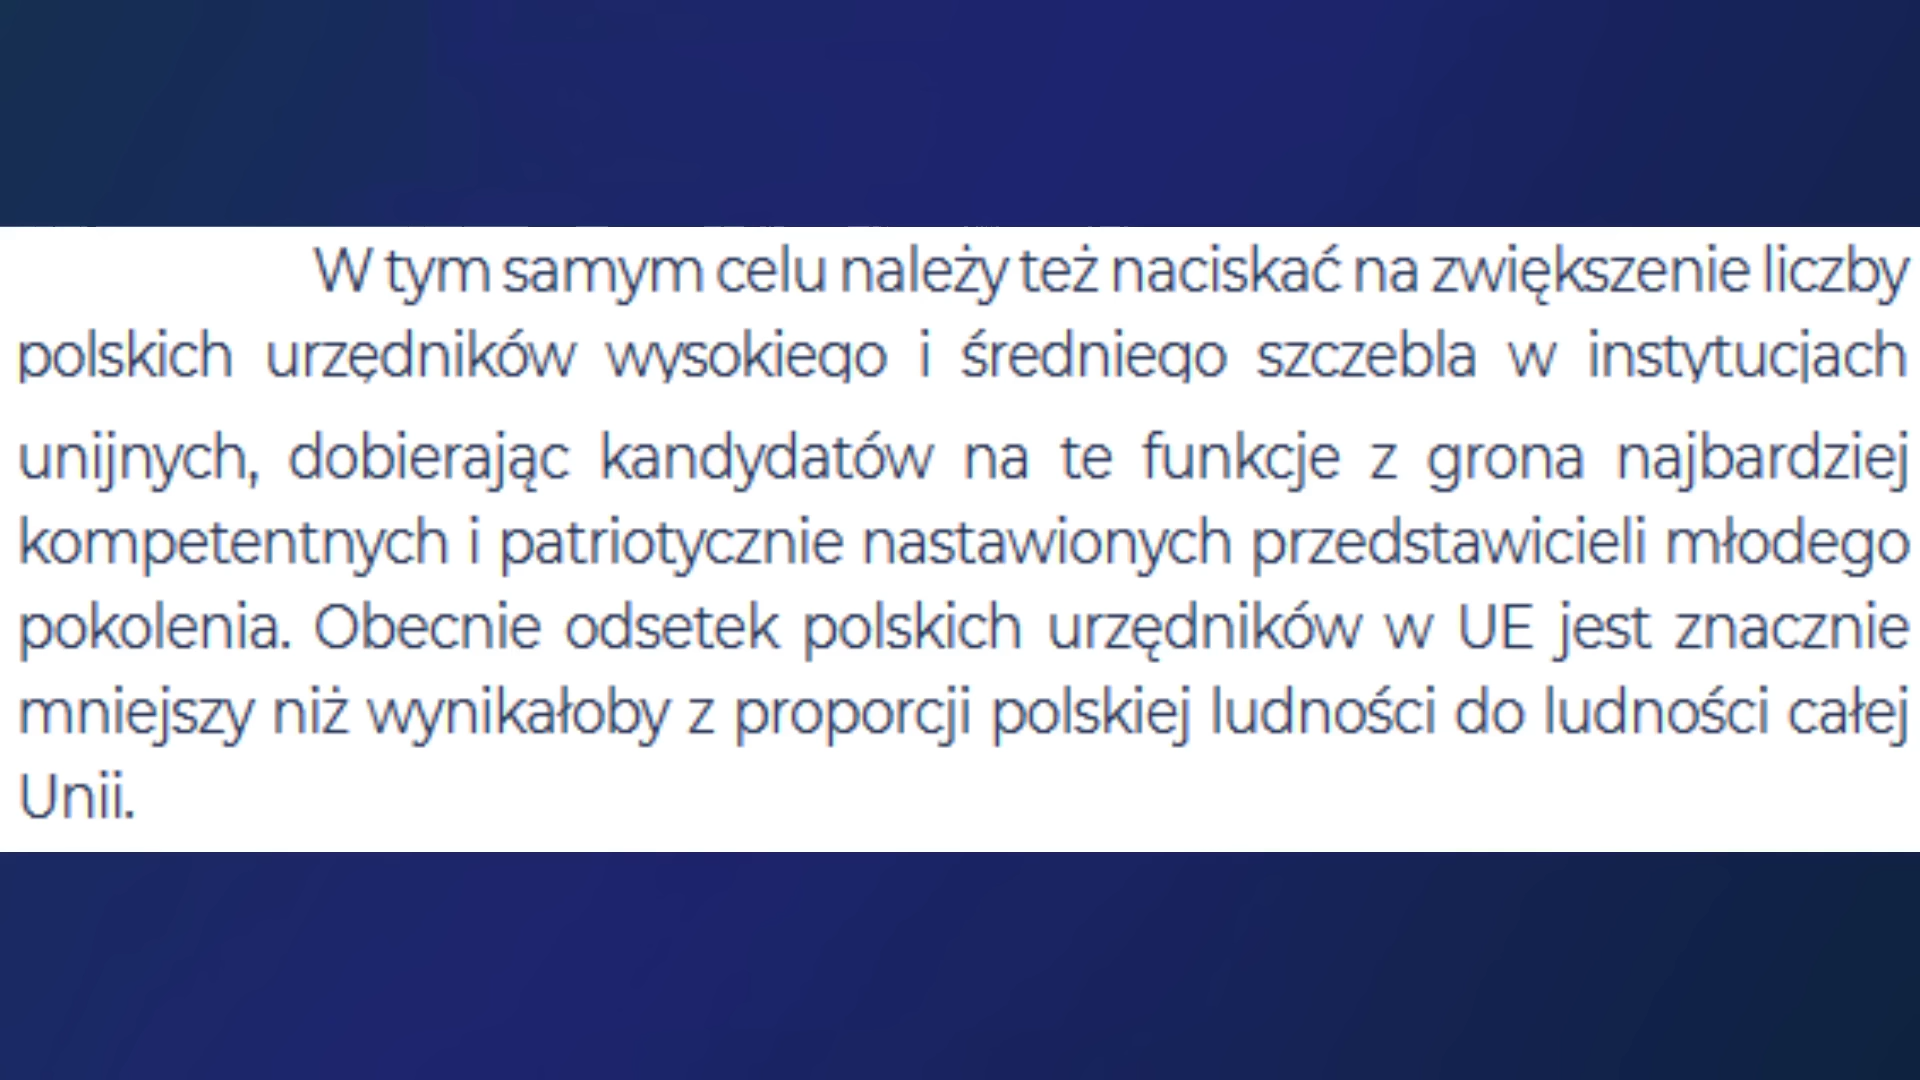 W tym samym celu należy też naciskać na zwiększenie liczby
polskich urzędników wysokiego i średniego szczebla w instytucjach
unijnych, dobierając kandydatów na te funkcje z grona najbardziej
kompetentnych i patriotycznie nastawionych przedstawicieli młodego
pokolenia. Obecnie odsetek polskich urzędników w UE jest znacznie
mniejszy niż wynikałoby z proporcji polskiej ludności do ludności całej
Unii.